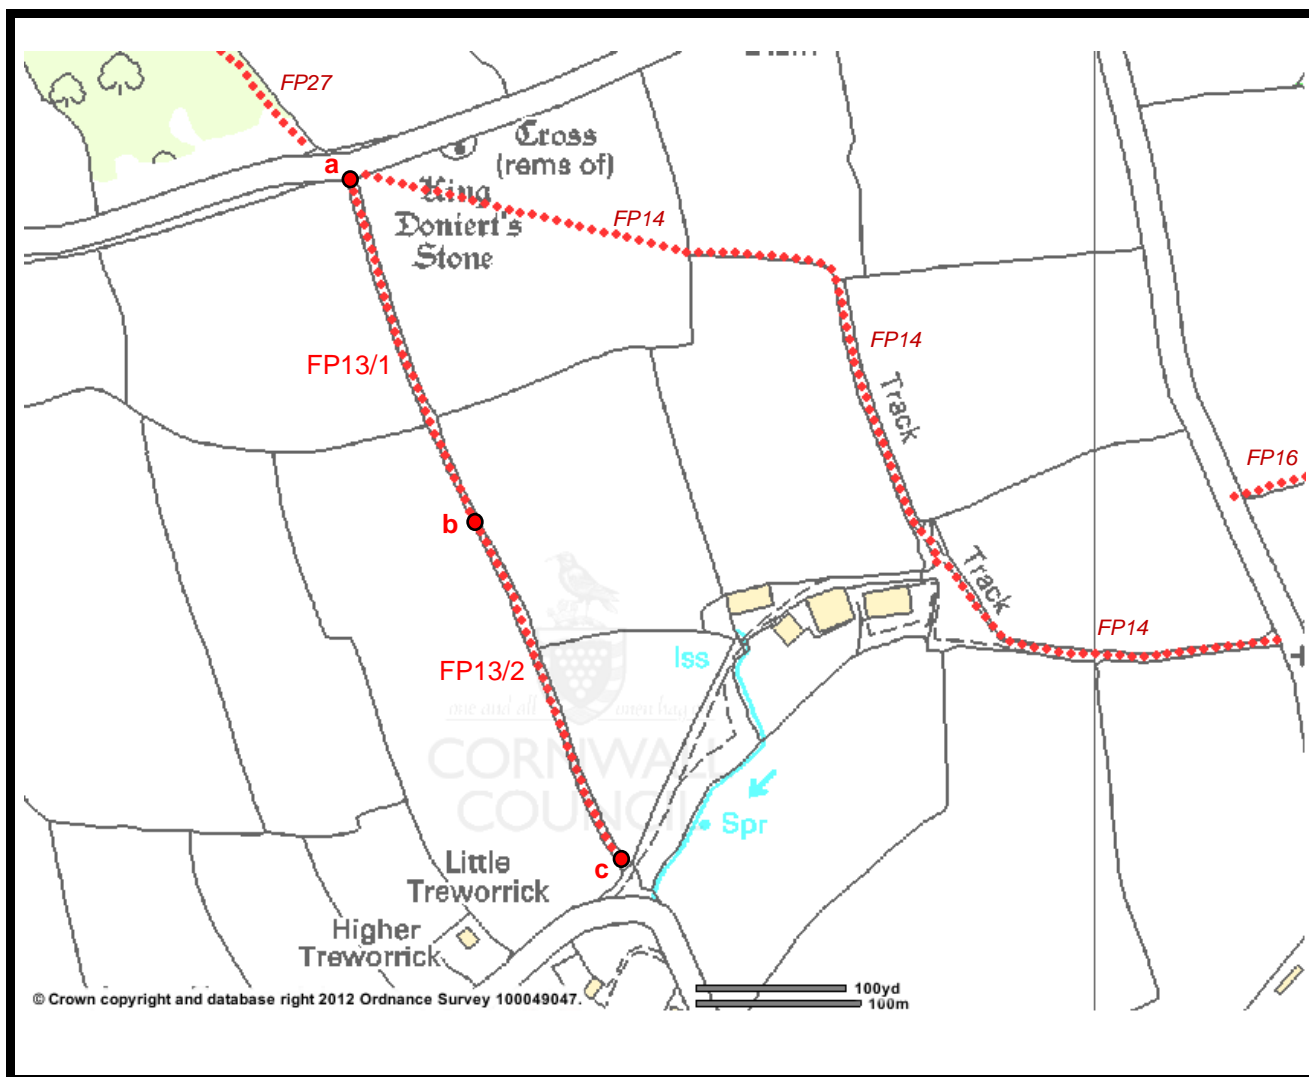 FP27
Cross
(rems of)
a
King
Doniert's
Stone
FP14
FP13/1
FP14
Track
FP16
b
Track
FP14
Iss
FP13/2
one and all
CORNWALL
COUNCIL
Spr
c
Little
Treworrick
Higher
Treworrick
© Crown copyright and database right 2012 Ordnance Survey 100049047.
100yd
100m